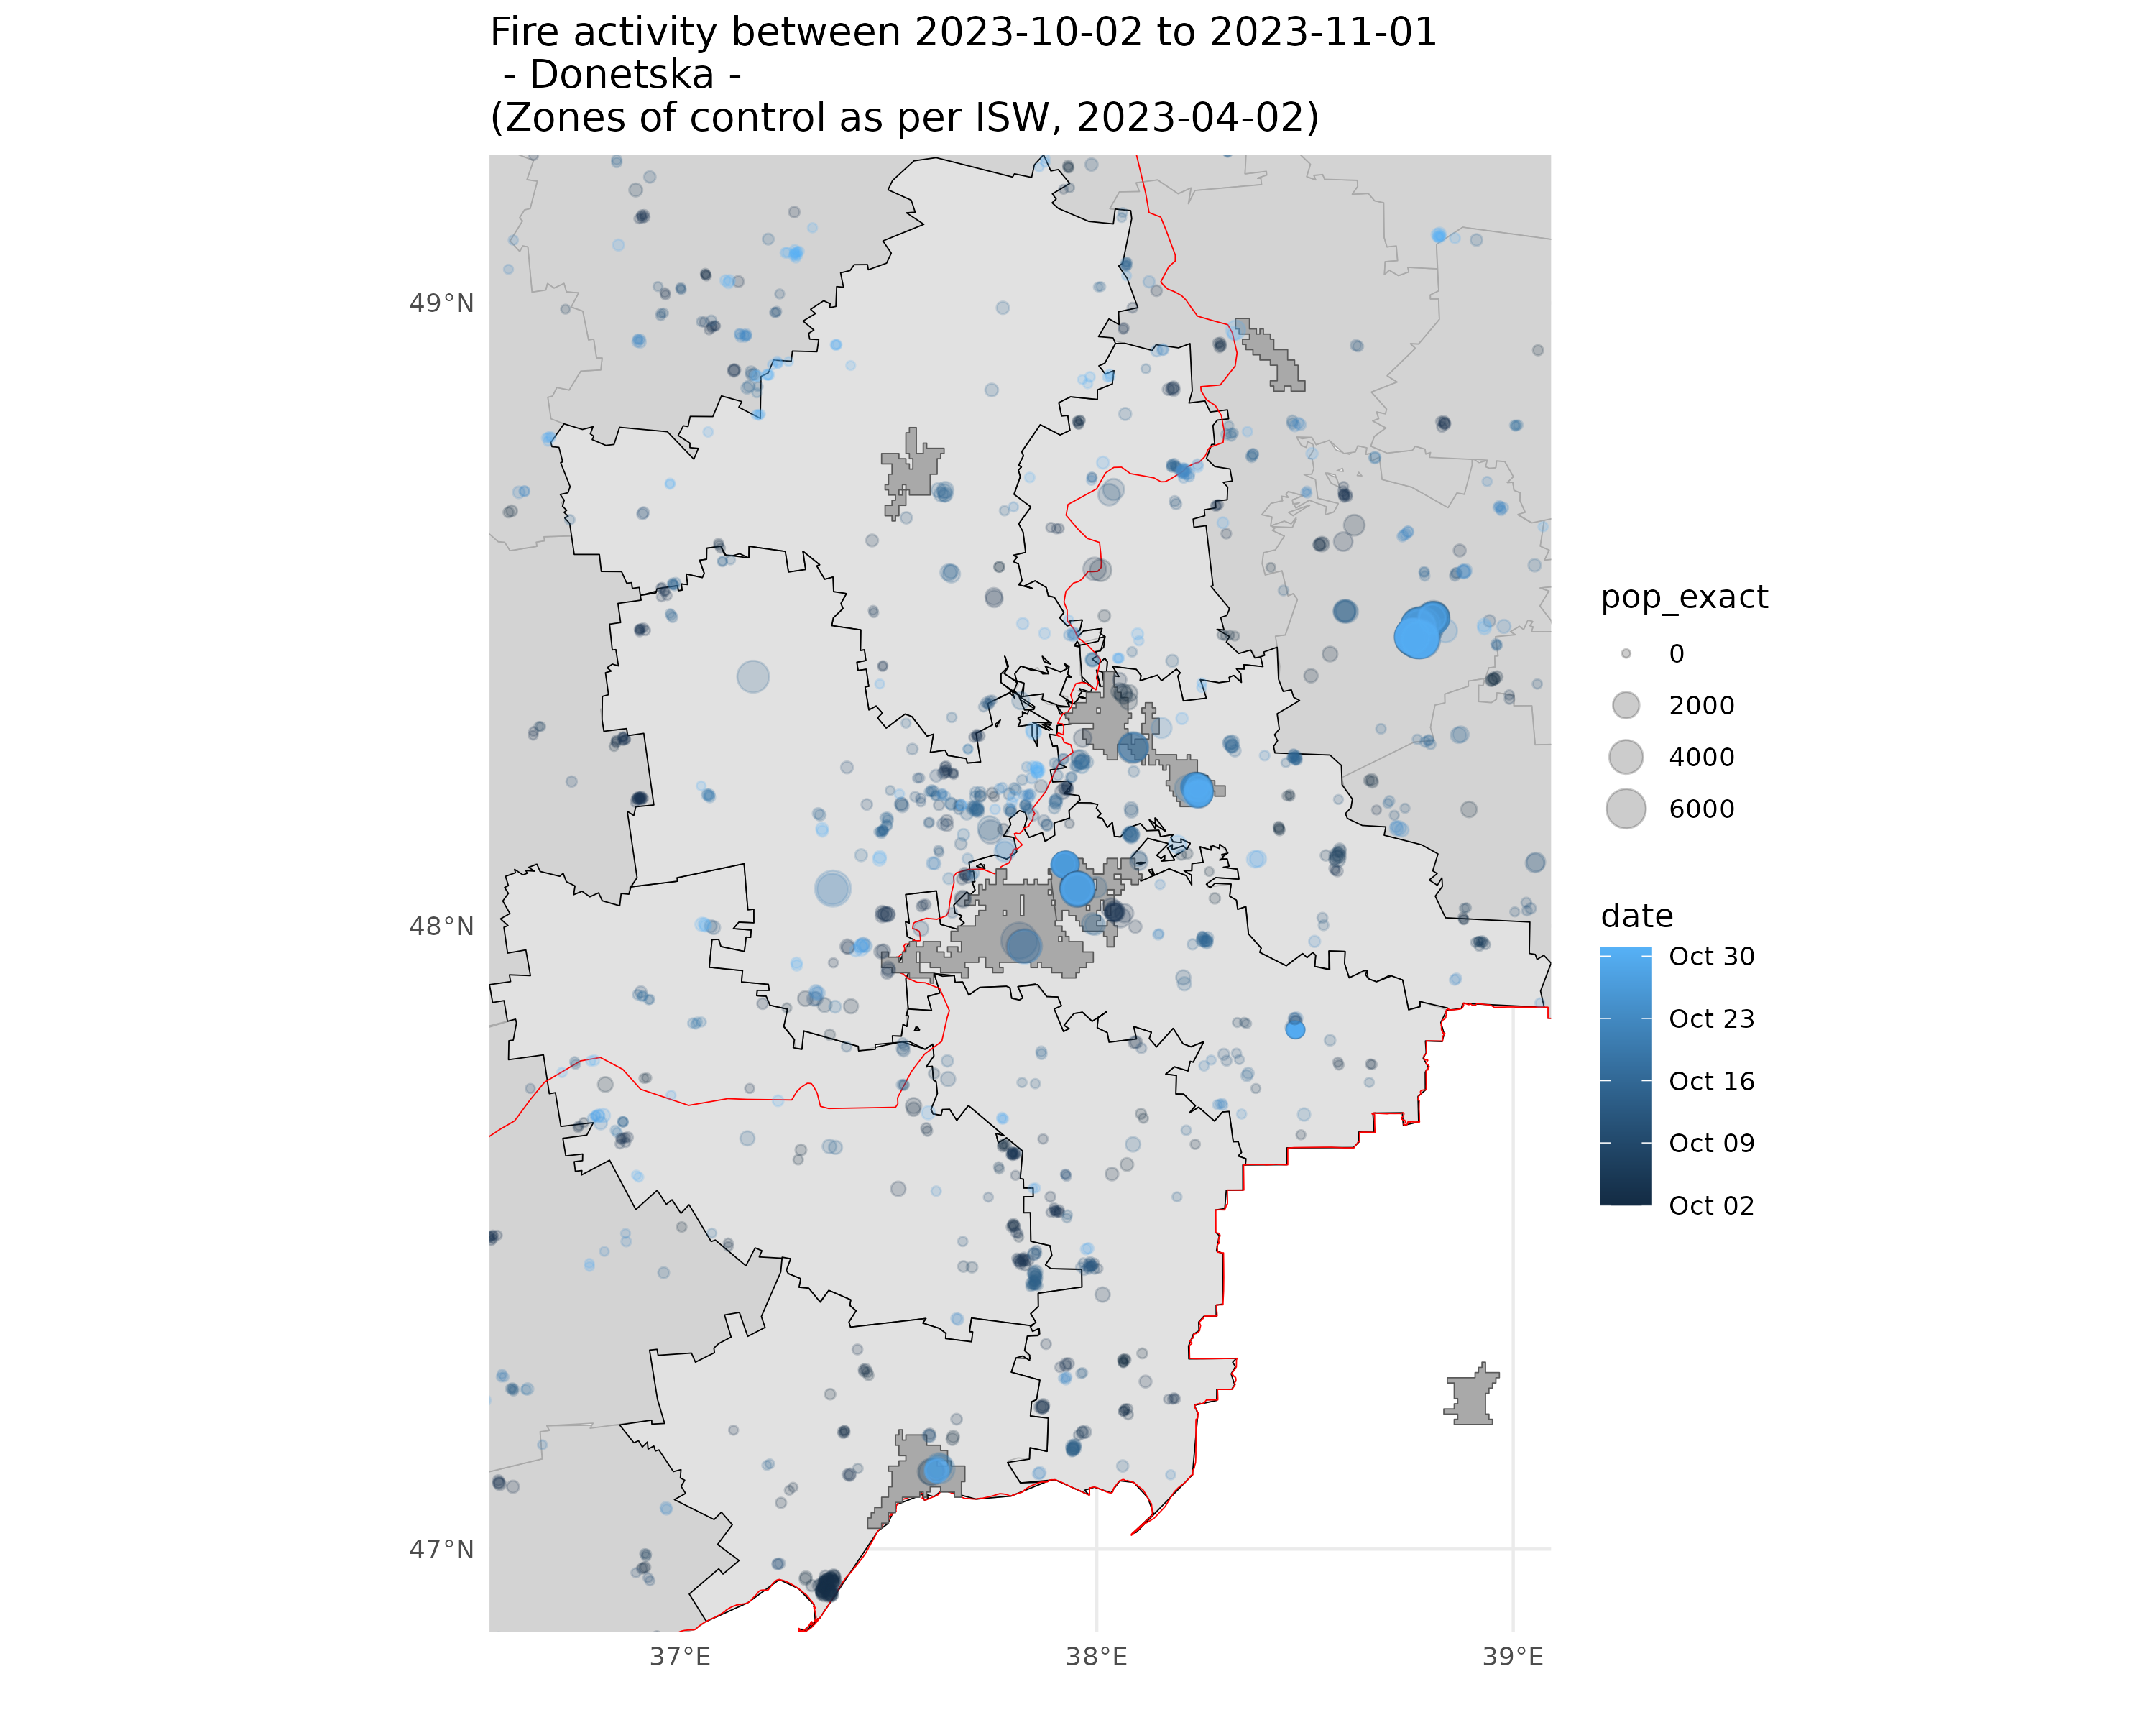 Fire activity between 2023-10-02 to 2023-11-01
- Donetska -
(Zones of control as per ISW, 2023-04-02)
49°N
48°N
47°N
37°E
38°E
39°E
pop_exact
0
2000
4000
6000
date
Oct 30
Oct 23
Oct 16
Oct 09
Oct 02